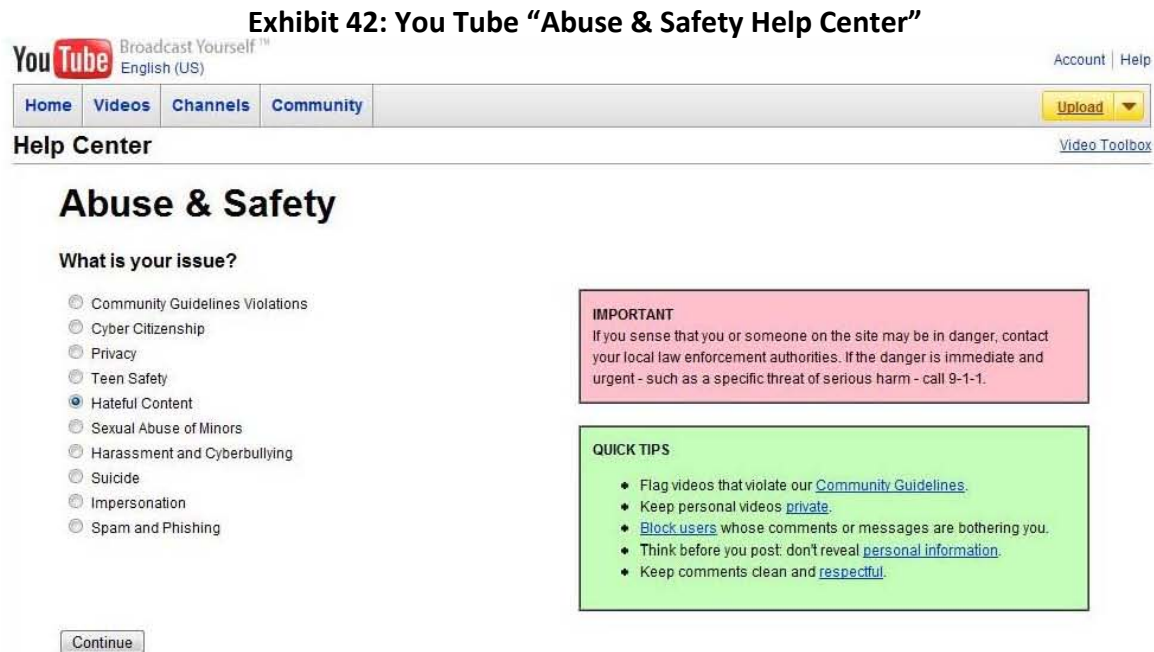 Exhibit 42: You Tube “Abuse & Safety Help Center”
You Tube Broadcast Yourself ™
English (US)
Account | Help
Home Videos Channels Community
Upload
Help Center
Video Toolbox
Abuse & Safety
What is your issue?
Community Guidelines Violations
Cyber Citizenship
Privacy
Teen Safety
Hateful Content
Sexual Abuse of Minors
Harassment and Cyberbullying
Suicide
Impersonation
Spam and Phishing
Continue
IMPORTANT
If you sense that you or someone on the site may be in danger, contact
your local law enforcement authorities. If the danger is immediate and
urgent - such as a specific threat of serious harm - call 9-1-1.
QUICK TIPS
Flag videos that violate our Community Guidelines.
Keep personal videos private.
Block users whose comments or messages are bothering you.
Think before you post: don't reveal personal information.
Keep comments clean and respectful.